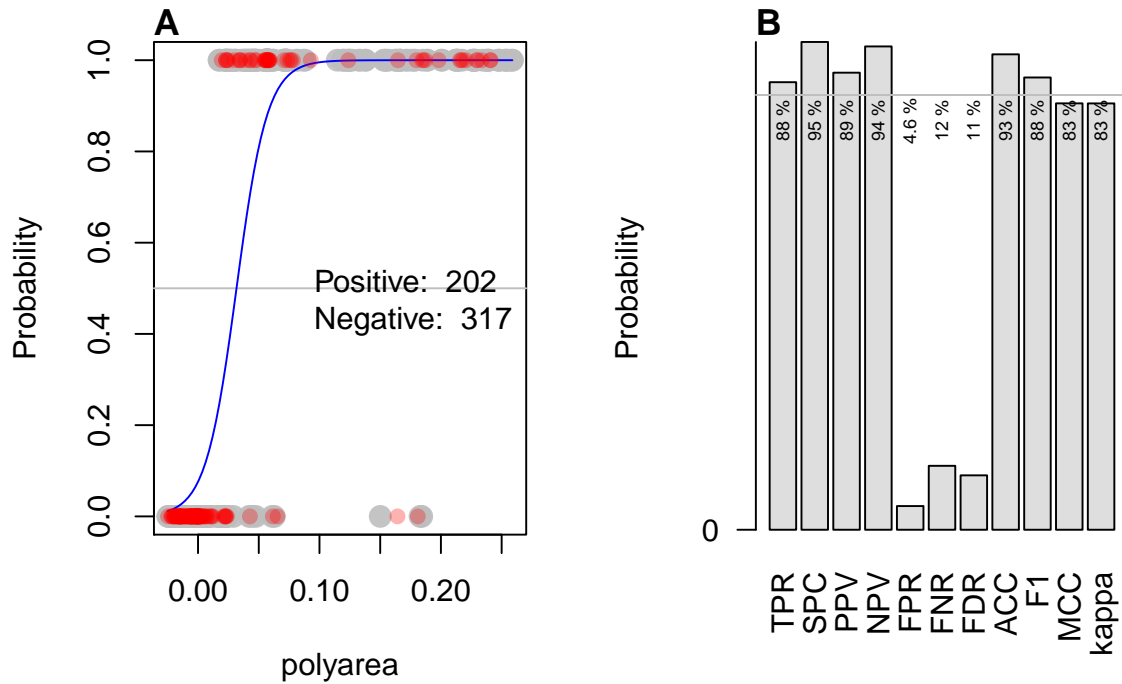 A
Probability
1.0
0.8
0.6
0.4
0.2
0.0
Positive: 202
Negative: 317
0.00 0.10 0.20
polyarea
B
Probability
0
88 %
95 %
89 %
94 %
4.6 %
12 %
11 %
93 %
88 %
83 %
83 %
TPR
SPC
PPV
NPV
FPR
FNR
FDR
ACC
F1
MCC
kappa